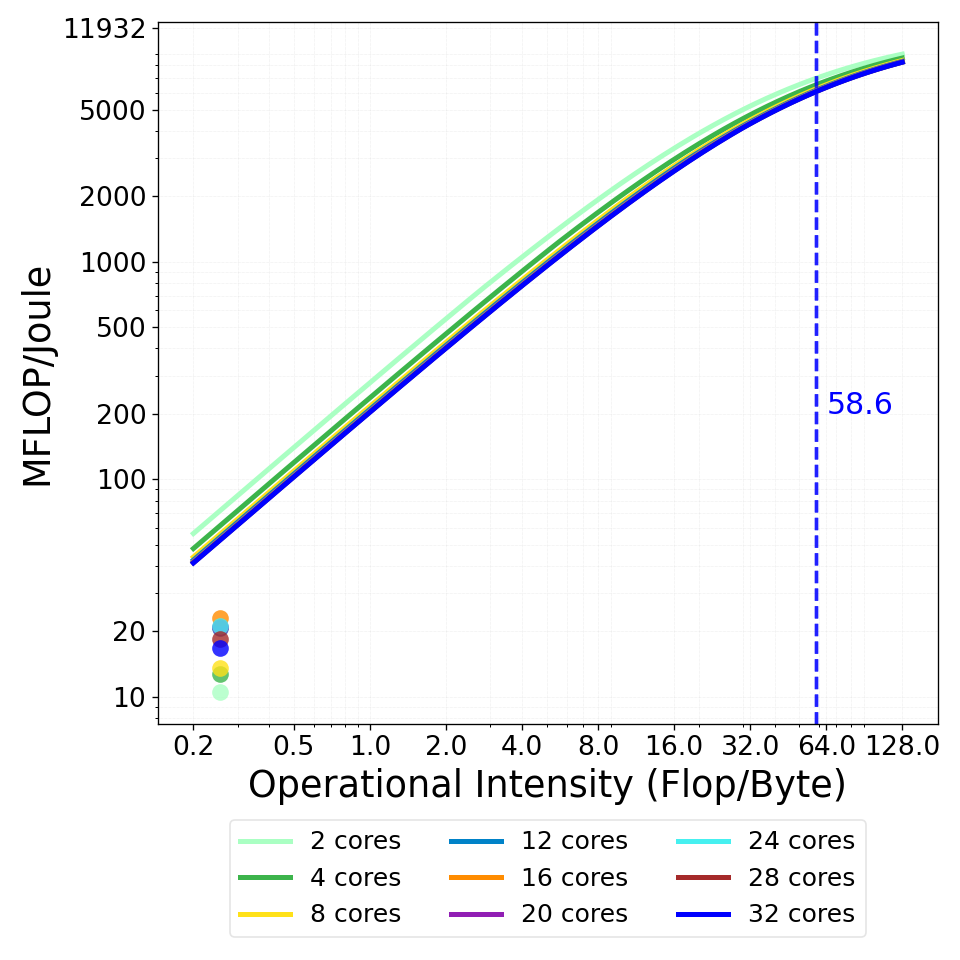 11932
5000
2000
1000
500
200
100
20
10
MFLOP/Joule
58.6
0.2 0.5 1.0 2.0 4.0 8.0 16.0 32.0 64.0 128.0
Operational Intensity (Flop/Byte)
2 cores 12 cores 24 cores
4 cores 16 cores 28 cores
8 cores 20 cores 32 cores